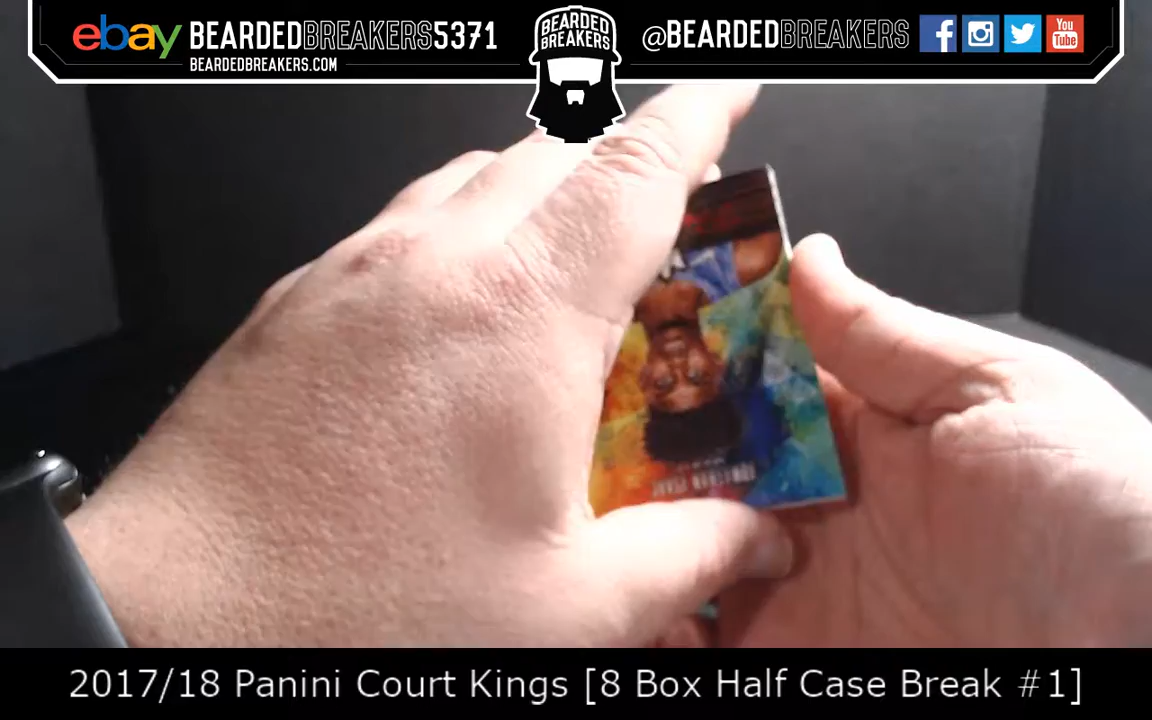 ebay BEARDEDBREAKERS5371
BEARDEDBREAKERS.COM
BEARDED
BREAKERS
@BEARDEDBREAKERS
You
Tube
2017/18 Panini Court Kings [8 Box Half Case Break #1]